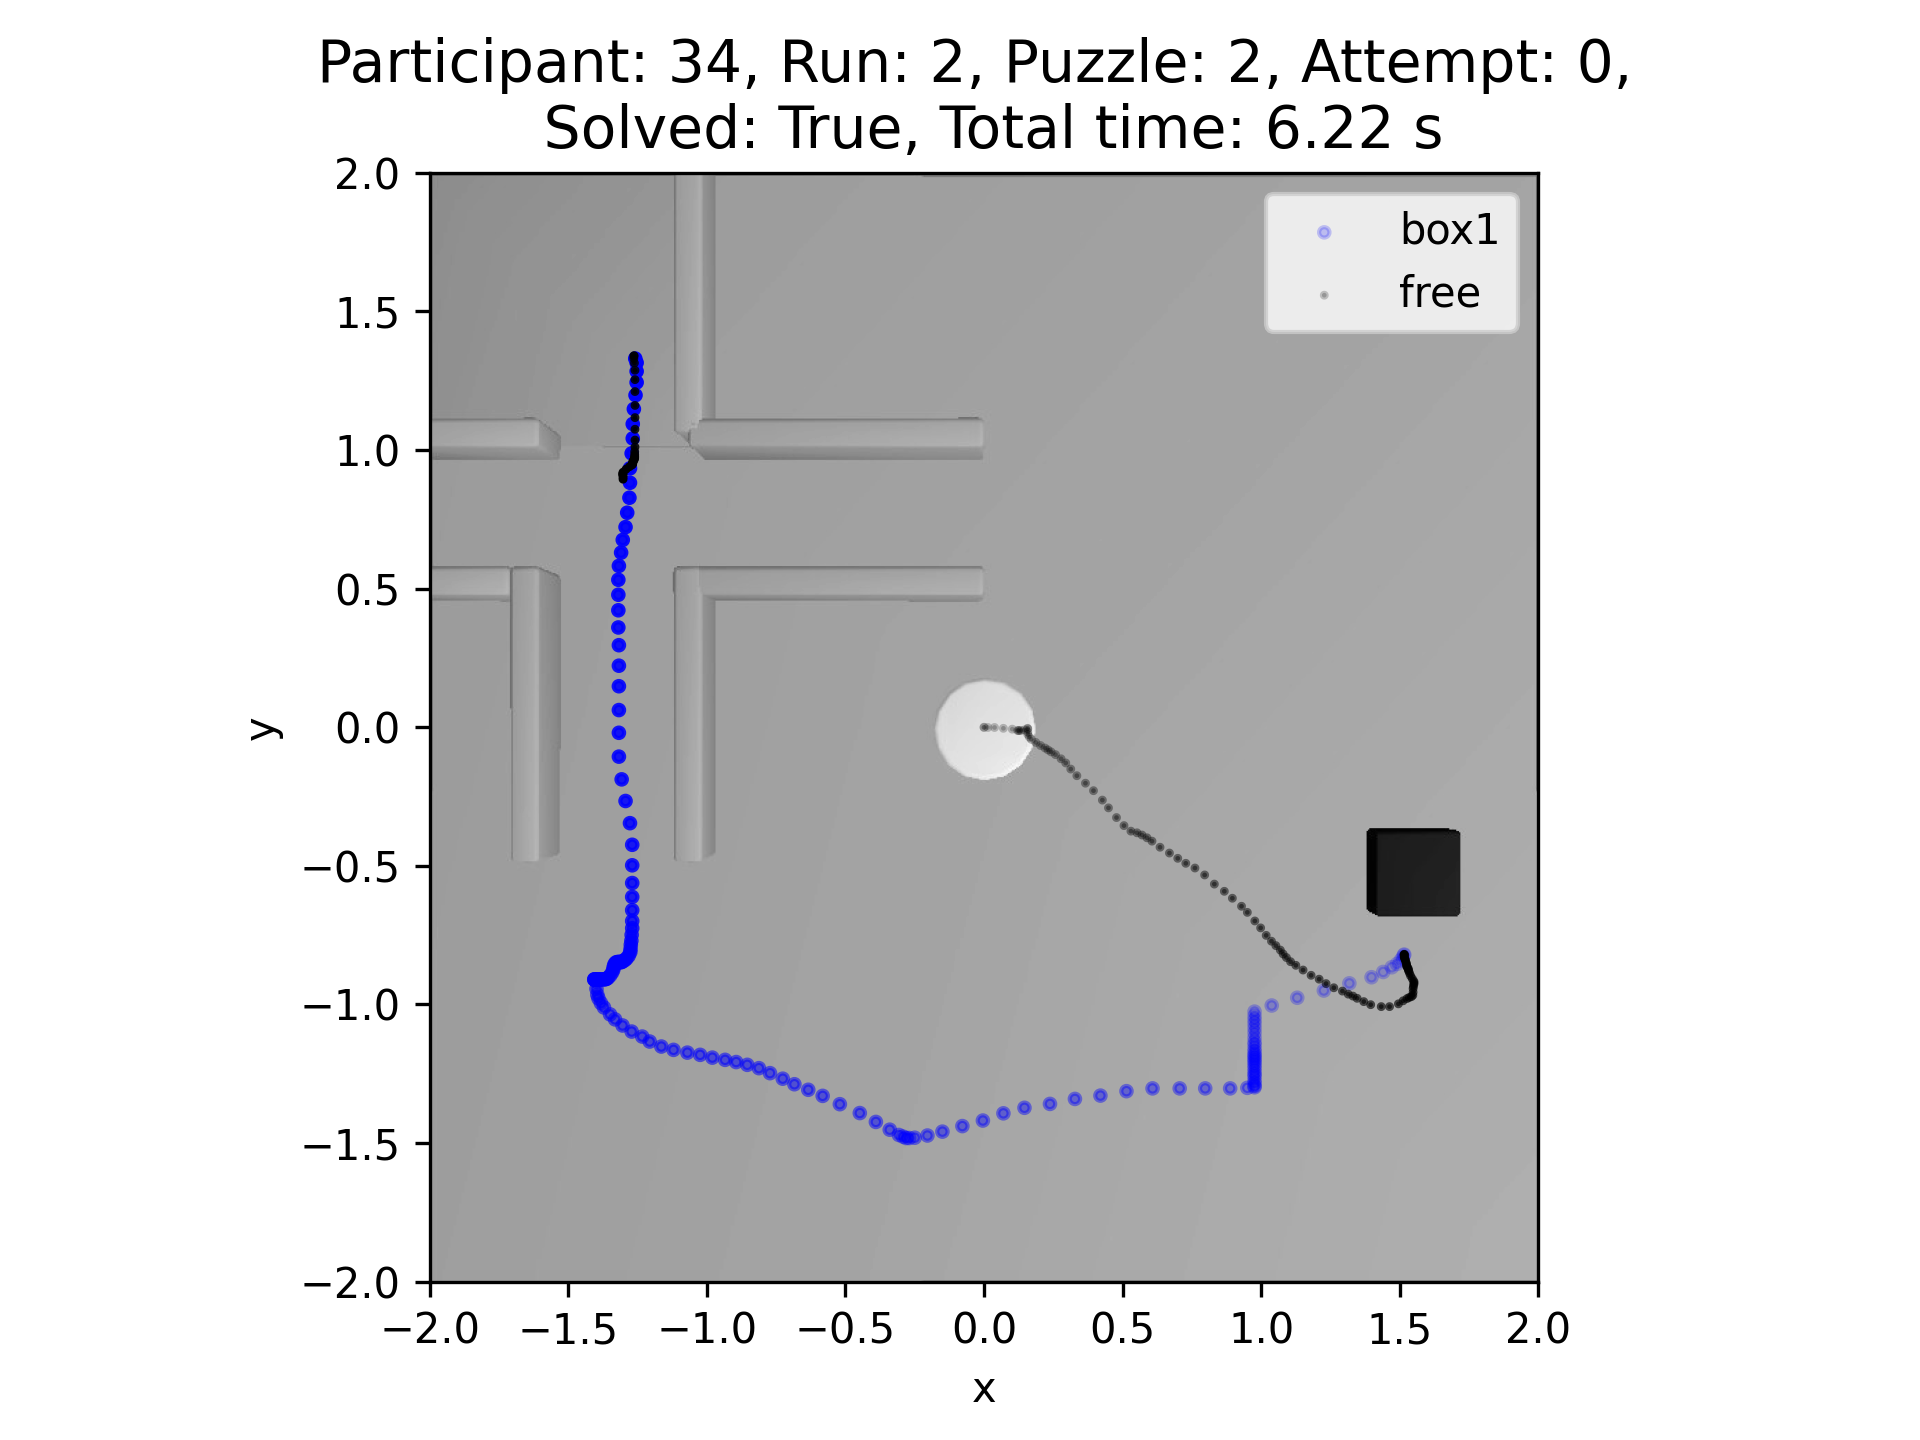 Participant: 34, Run: 2, Puzzle: 2, Attempt: 0,
Solved: True, Total time: 6.22 s
2.0
1.5
1.0
0.5
0.0
−0.5
−1.0
−1.5
−2.0
y
box1
free
−2.0 −1.5 −1.0 −0.5 0.0 0.5 1.0 1.5 2.0
x